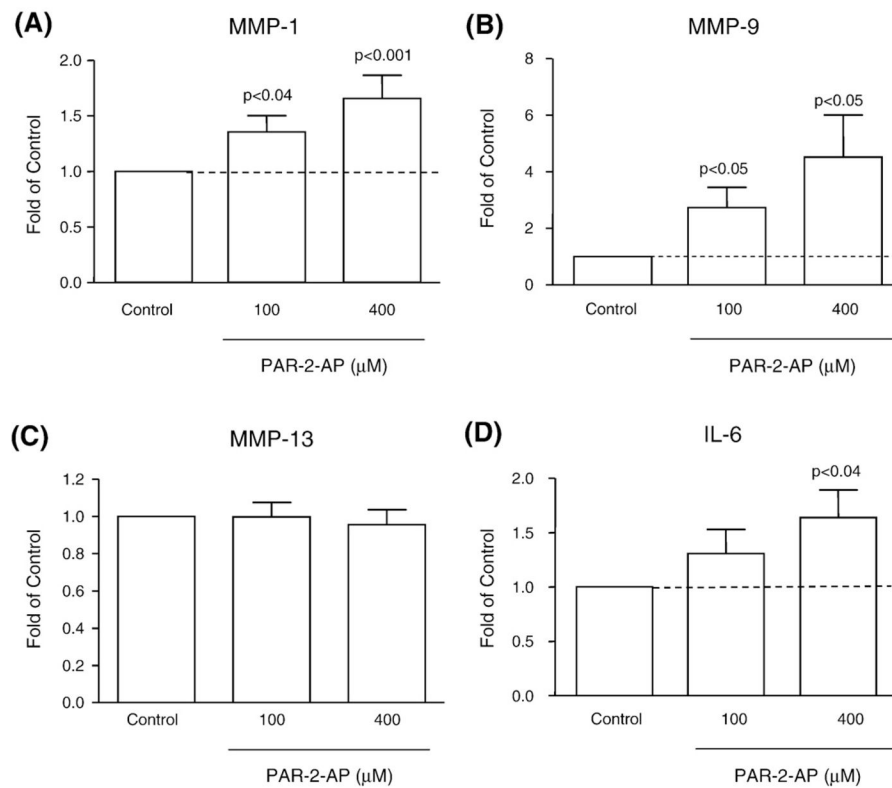 (A)
MMP-1
Fold of Control
2.0
1.5
1.0
0.5
0.0
p<0.04
p<0.001
Control
100
400
PAR-2-AP (μM)
(B)
MMP-9
Fold of Control
8
6
4
2
0
p<0.05
p<0.05
Control
100
400
PAR-2-AP (μM)
(C)
MMP-13
Fold of Control
1.2
1.0
0.8
0.6
0.4
0.2
0.0
Control
100
400
PAR-2-AP (μM)
(D)
IL-6
Fold of Control
2.0
1.5
1.0
0.5
0.0
p<0.04
Control
100
400
PAR-2-AP (μM)